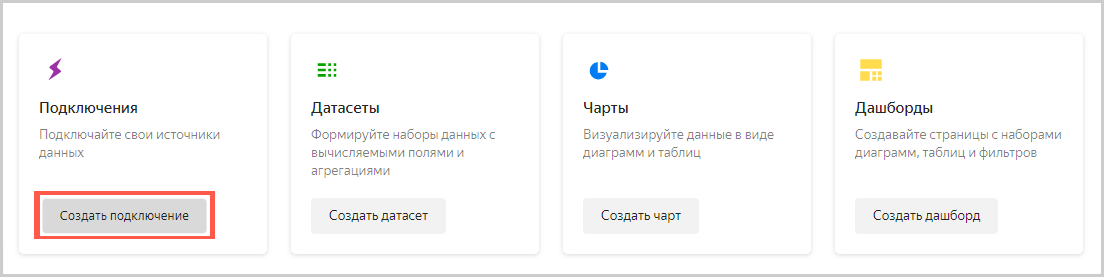 Подключения
Подключайте свои источники
данных
Создать подключение
Датасеты
Формируйте наборы данных с
вычисляемыми полями и
агрегациями
Создать датасет
Чарты
Визуализируйте данные в виде
диаграмм и таблиц
Создать чарт
Дашборды
Создавайте страницы с наборами
диаграмм, таблиц и фильтров
Создать дашборд